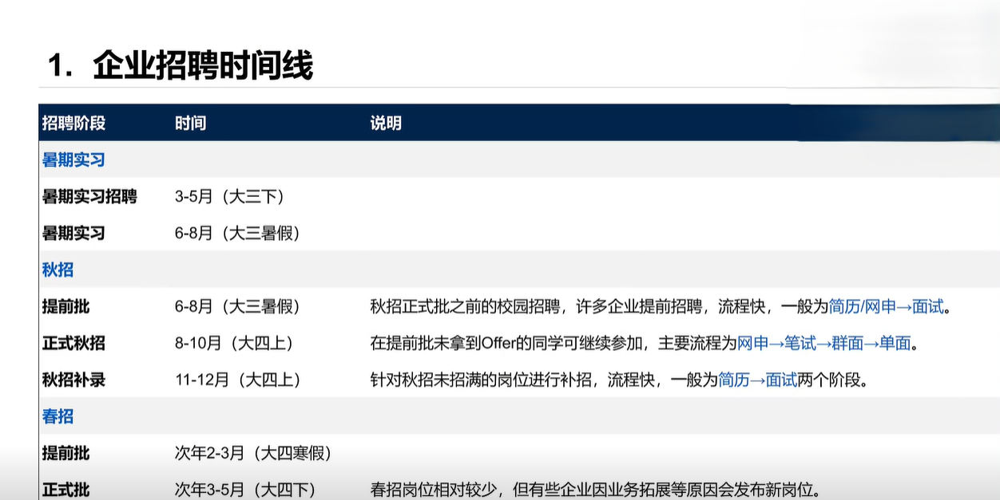 1. 企业招聘时间线
招聘阶段 时间 说明
暑期实习
暑期实习招聘 3-5月（大三下）
暑期实习 6-8月（大三暑假）
秋招
提前批 6-8月（大三暑假） 秋招正式批之前的校园招聘，许多企业提前招聘，流程快，一般为简历/网申→面试。
正式秋招 8-10月（大四上） 在提前批未拿到Offer的同学可继续参加，主要流程为网申→笔试→群面→单面。
秋招补录 11-12月（大四上） 针对秋招未招满的岗位进行补招，流程快，一般为简历→面试两个阶段。
春招
提前批 次年2-3月（大四寒假）
正式批 次年3-5月（大四下） 春招岗位相对较少，但有些企业因业务拓展等原因会发布新岗位。